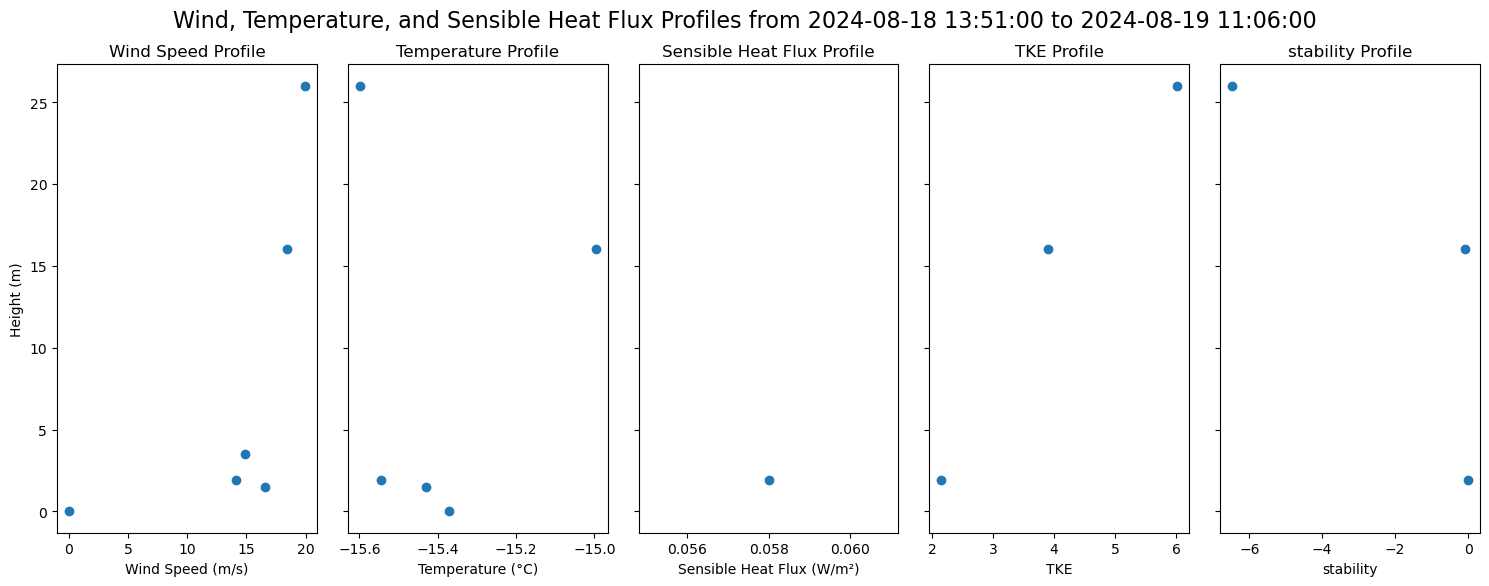 Wind, Temperature, and Sensible Heat Flux Profiles from 2024-08-18 13:51:00 to 2024-08-19 11:06:00
Wind Speed Profile
Temperature Profile
Sensible Heat Flux Profile
TKE Profile
stability Profile
25
20
15
10
5
0
Height (m)
0 5 10 15 20
−15.6 −15.4 −15.2 −15.0
0.056 0.058 0.060
2 3 4 5 6
−6 −4 −2 0
Wind Speed (m/s)
Temperature (°C)
Sensible Heat Flux (W/m²)
TKE
stability